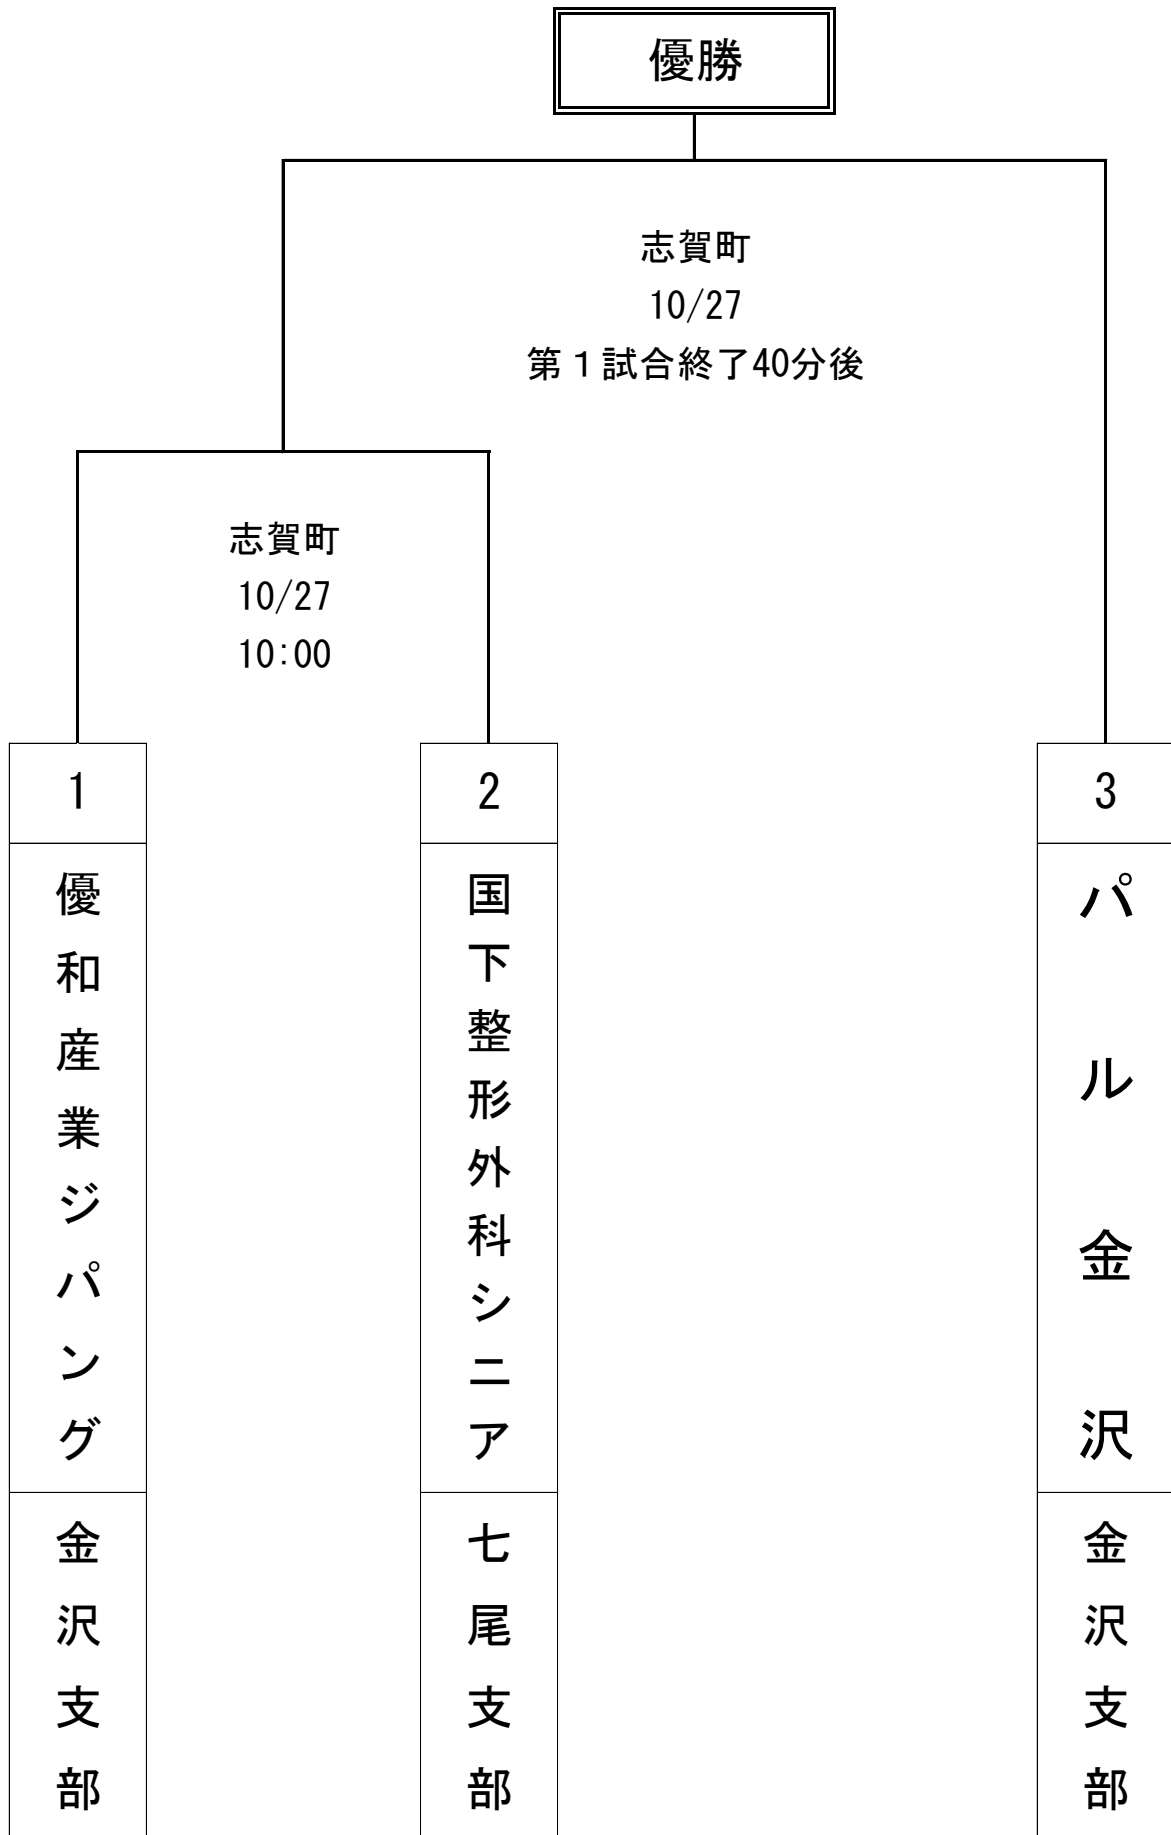 優勝
志賀町
10/27
第１試合終了40分後
志賀町
10/27
10:00
1
2
3
優和産業ジパング
国下整形外科シニア
パル金沢
金沢支部
七尾支部
金沢支部